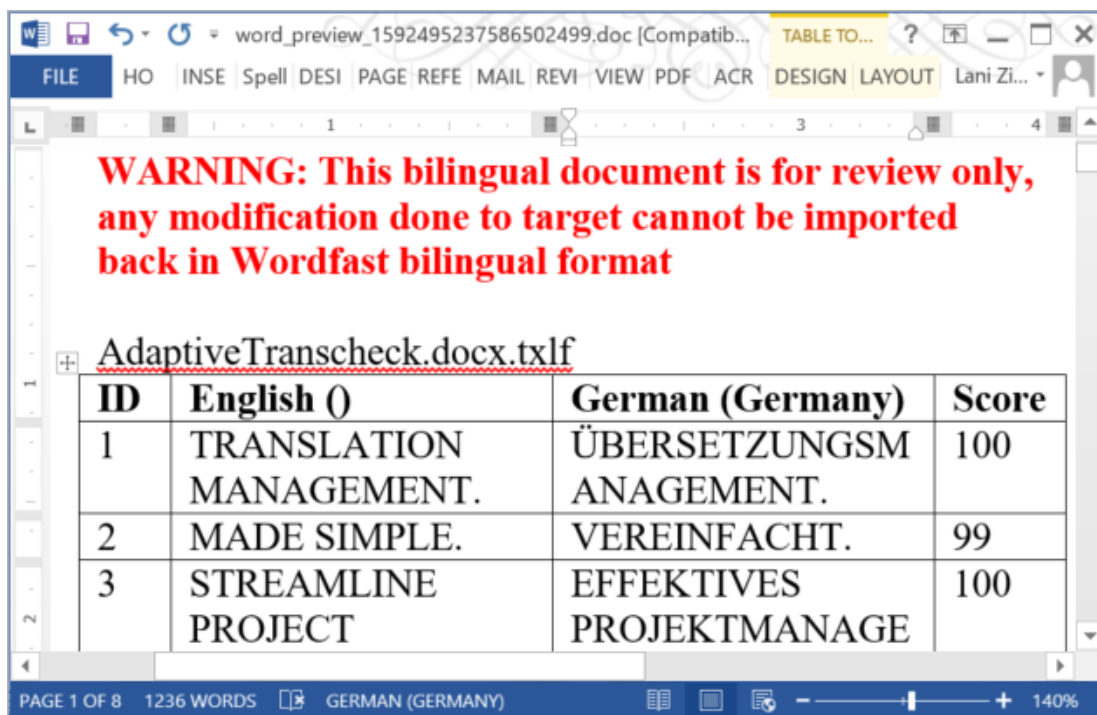 word_preview_1592495237586502499.doc [Compatib... TABLE TO... ?
FILE HO INSE Spell DESI PAGE REFE MAIL REVI VIEW PDF ACR DESIGN LAYOUT Lani Zi...
L 1 3 4
WARNING: This bilingual document is for review only,
any modification done to target cannot be imported
back in Wordfast bilingual format
AdaptiveTranscheck.docx.txlf
ID English () German (Germany) Score
1 TRANSLATION ÜBERSETZUNGSM 100
MANAGEMENT. ANAGEMENT.
2 MADE SIMPLE. VEREINFACHT. 99
3 STREAMLINE EFFEKTIVES 100
PROJECT PROJEKTMANAGE
1
2
PAGE 1 OF 8 1236 WORDS GERMAN (GERMANY) 140%